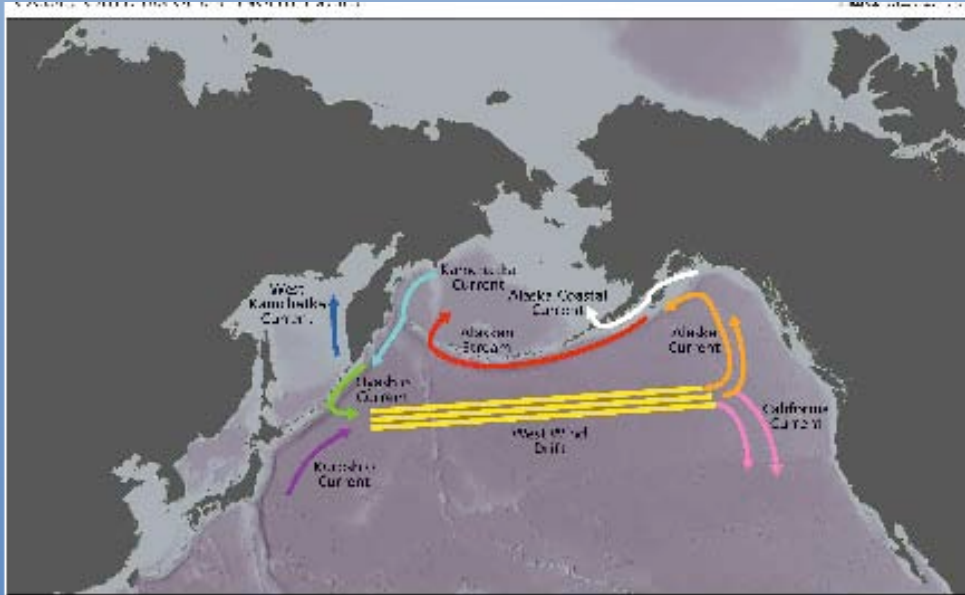 Kamchatka
Current
West
Kamchatka
Current
Alaska Coastal
Current
Alaskan
Stream
Alaska
Current
Oyashio
Current
California
Current
West Wind
Drift
Kuroshio
Current